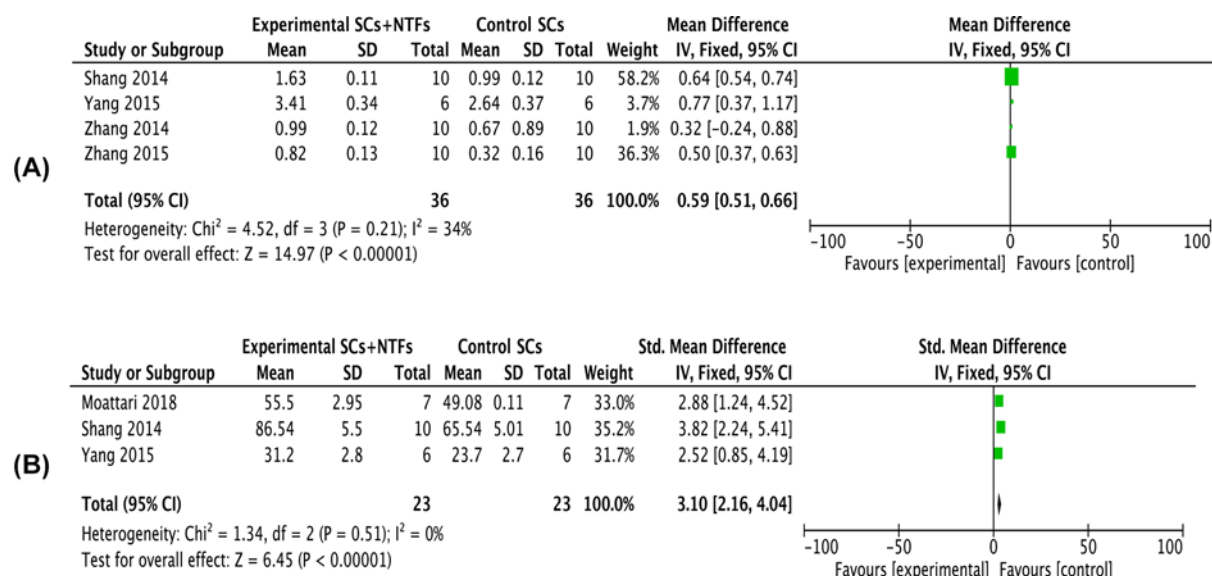 Experimental SCs+NTFs Control SCs Mean Difference Mean Difference
Study or Subgroup Mean SD Total Mean SD Total Weight IV, Fixed, 95% CI IV, Fixed, 95% CI
Shang 2014 1.63 0.11 10 0.99 0.12 10 58.2% 0.64 [0.54, 0.74]
Yang 2015 3.41 0.34 6 2.64 0.37 6 3.7% 0.77 [0.37, 1.17]
Zhang 2014 0.99 0.12 10 0.67 0.89 10 1.9% 0.32 [−0.24, 0.88]
Zhang 2015 0.82 0.13 10 0.32 0.16 10 36.3% 0.50 [0.37, 0.63]
(A)
Total (95% CI) 36 36 100.0% 0.59 [0.51, 0.66]
Heterogeneity: Chi² = 4.52, df = 3 (P = 0.21); I² = 34%
Test for overall effect: Z = 14.97 (P < 0.00001)
−100 −50 0 50 100
Favours [experimental] Favours [control]
Experimental SCs+NTFs Control SCs Std. Mean Difference Std. Mean Difference
Study or Subgroup Mean SD Total Mean SD Total Weight IV, Fixed, 95% CI IV, Fixed, 95% CI
Moattari 2018 55.5 2.95 7 49.08 0.11 7 33.0% 2.88 [1.24, 4.52]
Shang 2014 86.54 5.5 10 65.54 5.01 10 35.2% 3.82 [2.24, 5.41]
Yang 2015 31.2 2.8 6 23.7 2.7 6 31.7% 2.52 [0.85, 4.19]
(B)
Total (95% CI) 23 23 100.0% 3.10 [2.16, 4.04]
Heterogeneity: Chi² = 1.34, df = 2 (P = 0.51); I² = 0%
Test for overall effect: Z = 6.45 (P < 0.00001)
−100 −50 0 50 100
Favours [experimental] Favours [control]